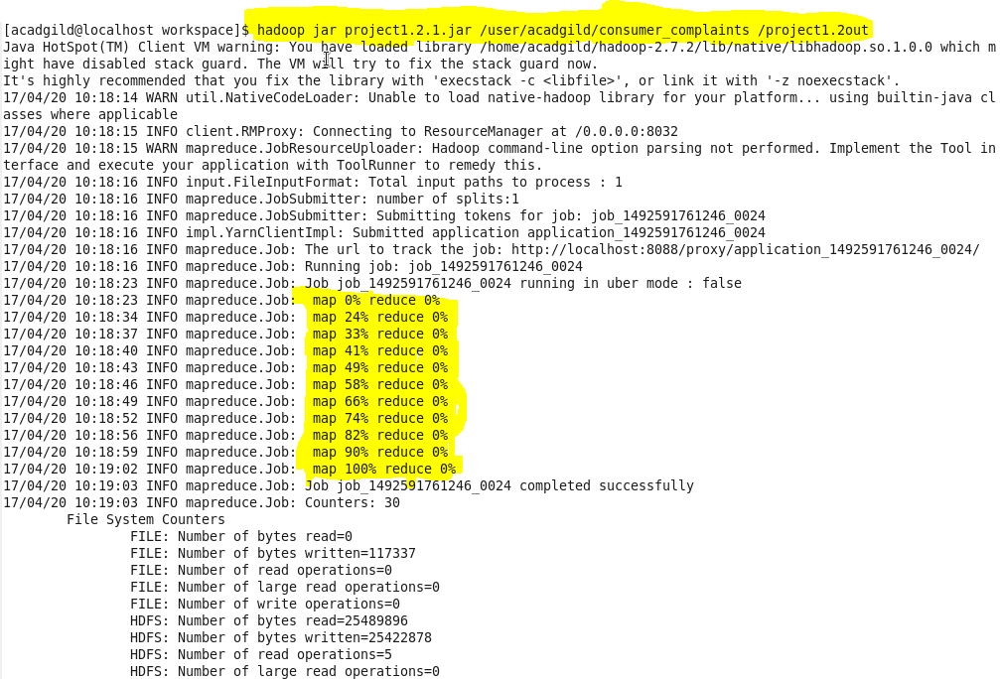 [acadgild@localhost workspace]$ hadoop jar project1.2.1.jar /user/acadgild/consumer_complaints /project1.2out
Java HotSpot(TM) Client VM warning: You have loaded library /home/acadgild/hadoop-2.7.2/lib/native/libhadoop.so.1.0.0 which m
ight have disabled stack guard. The VM will try to fix the stack guard now.
It's highly recommended that you fix the library with 'execstack -c <libfile>', or link it with '-z noexecstack'.
17/04/20 10:18:14 WARN util.NativeCodeLoader: Unable to load native-hadoop library for your platform... using builtin-java cl
asses where applicable
17/04/20 10:18:15 INFO client.RMProxy: Connecting to ResourceManager at /0.0.0.0:8032
17/04/20 10:18:15 WARN mapreduce.JobResourceUploader: Hadoop command-line option parsing not performed. Implement the Tool in
terface and execute your application with ToolRunner to remedy this.
17/04/20 10:18:16 INFO input.FileInputFormat: Total input paths to process : 1
17/04/20 10:18:16 INFO mapreduce.JobSubmitter: number of splits:1
17/04/20 10:18:16 INFO mapreduce.JobSubmitter: Submitting tokens for job: job_1492591761246_0024
17/04/20 10:18:16 INFO impl.YarnClientImpl: Submitted application application_1492591761246_0024
17/04/20 10:18:16 INFO mapreduce.Job: The url to track the job: http://localhost:8088/proxy/application_1492591761246_0024/
17/04/20 10:18:16 INFO mapreduce.Job: Running job: job_1492591761246_0024
17/04/20 10:18:23 INFO mapreduce.Job: Job job_1492591761246_0024 running in uber mode : false
17/04/20 10:18:23 INFO mapreduce.Job:  map 0% reduce 0%
17/04/20 10:18:34 INFO mapreduce.Job:  map 24% reduce 0%
17/04/20 10:18:37 INFO mapreduce.Job:  map 33% reduce 0%
17/04/20 10:18:40 INFO mapreduce.Job:  map 41% reduce 0%
17/04/20 10:18:43 INFO mapreduce.Job:  map 49% reduce 0%
17/04/20 10:18:46 INFO mapreduce.Job:  map 58% reduce 0%
17/04/20 10:18:49 INFO mapreduce.Job:  map 66% reduce 0%
17/04/20 10:18:52 INFO mapreduce.Job:  map 74% reduce 0%
17/04/20 10:18:56 INFO mapreduce.Job:  map 82% reduce 0%
17/04/20 10:18:59 INFO mapreduce.Job:  map 90% reduce 0%
17/04/20 10:19:02 INFO mapreduce.Job:  map 100% reduce 0%
17/04/20 10:19:03 INFO mapreduce.Job: Job job_1492591761246_0024 completed successfully
17/04/20 10:19:03 INFO mapreduce.Job: Counters: 30
File System Counters
FILE: Number of bytes read=0
FILE: Number of bytes written=117337
FILE: Number of read operations=0
FILE: Number of large read operations=0
FILE: Number of write operations=0
HDFS: Number of bytes read=25489896
HDFS: Number of bytes written=25422878
HDFS: Number of read operations=5
HDFS: Number of large read operations=0